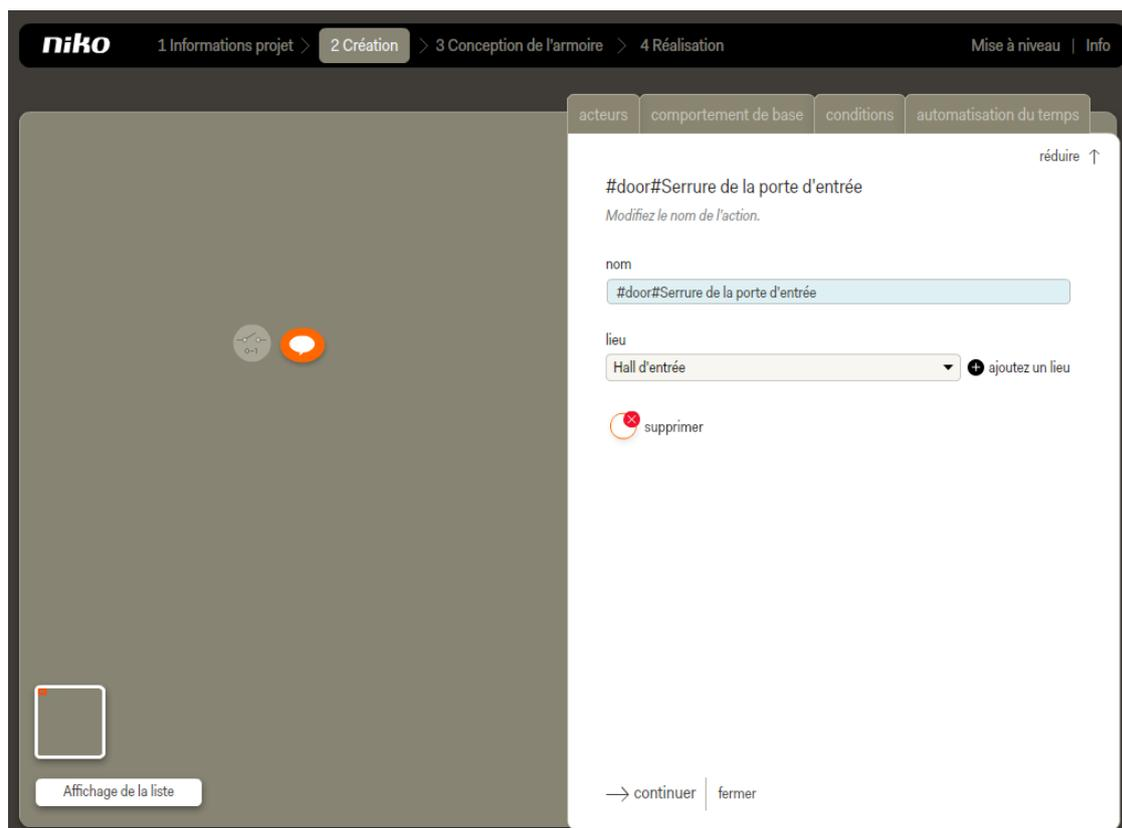 niko
1 Informations projet
2 Création
3 Conception de l'armoire
4 Réalisation
Mise à niveau | Info
acteurs
comportement de base
conditions
automatisation du temps
réduire ↑
#door#Serrure de la porte d'entrée
Modifiez le nom de l'action.
nom
#door#Serrure de la porte d'entrée
lieu
Hall d'entrée
ajoutez un lieu
0-1
supprimer
Affichage de la liste
continuer
fermer